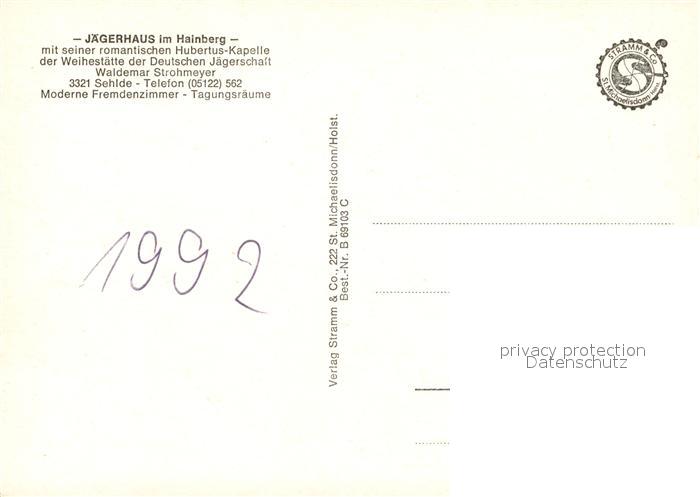 — JÄGERHAUS im Hainberg —
mit seiner romantischen Hubertus-Kapelle
der Weihestätte der Deutschen Jägerschaft
Waldemar Strohmeyer
3321 Sehlde - Telefon (05122) 562
Moderne Fremdenzimmer - Tagungsräume
STRAMM & Co
St. Michaelisdonn Holst.
1992
Verlag Stramm & Co., 222 St. Michaelisdonn/Holst.
Best.-Nr. B 69103 C
privacy protection
Datenschutz